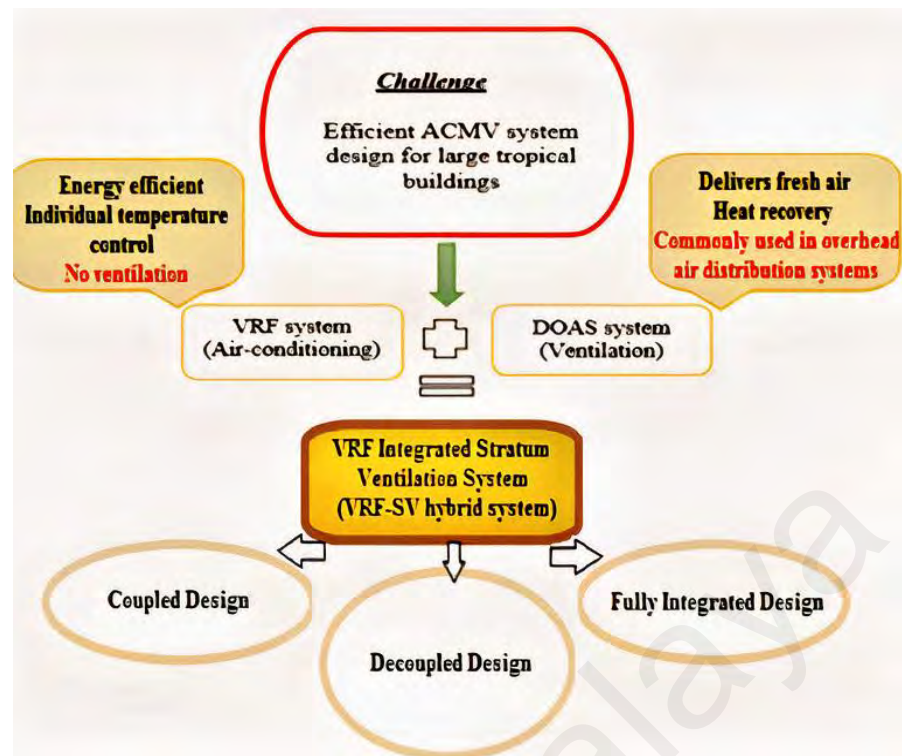 Challenge
Efficient ACMV system
design for large tropical
buildings
Energy efficient
Individual temperature
control
No ventilation
Delivers fresh air
Heat recovery
Commonly used in overhead
air distribution systems
VRF system
(Air-conditioning)
DOAS system
(Ventilation)
VRF Integrated Stratum
Ventilation System
(VRF-SV hybrid system)
Coupled Design
Decoupled Design
Fully Integrated Design
alaya